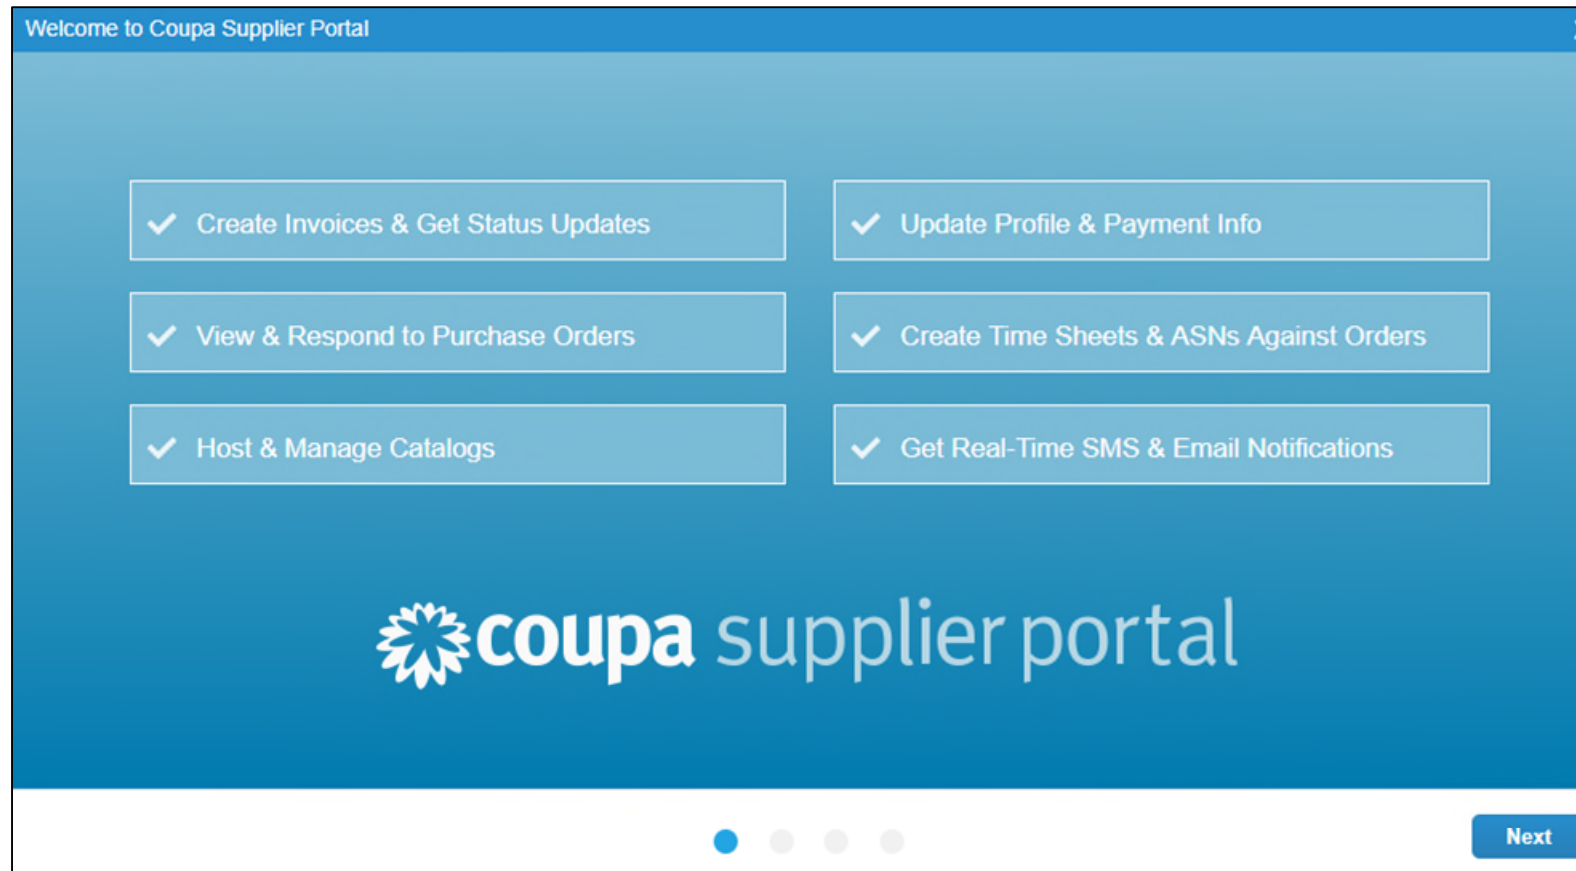 Welcome to Coupa Supplier Portal
Create Invoices & Get Status Updates
Update Profile & Payment Info
View & Respond to Purchase Orders
Create Time Sheets & ASNs Against Orders
Host & Manage Catalogs
Get Real-Time SMS & Email Notifications
coupa supplier portal
Next